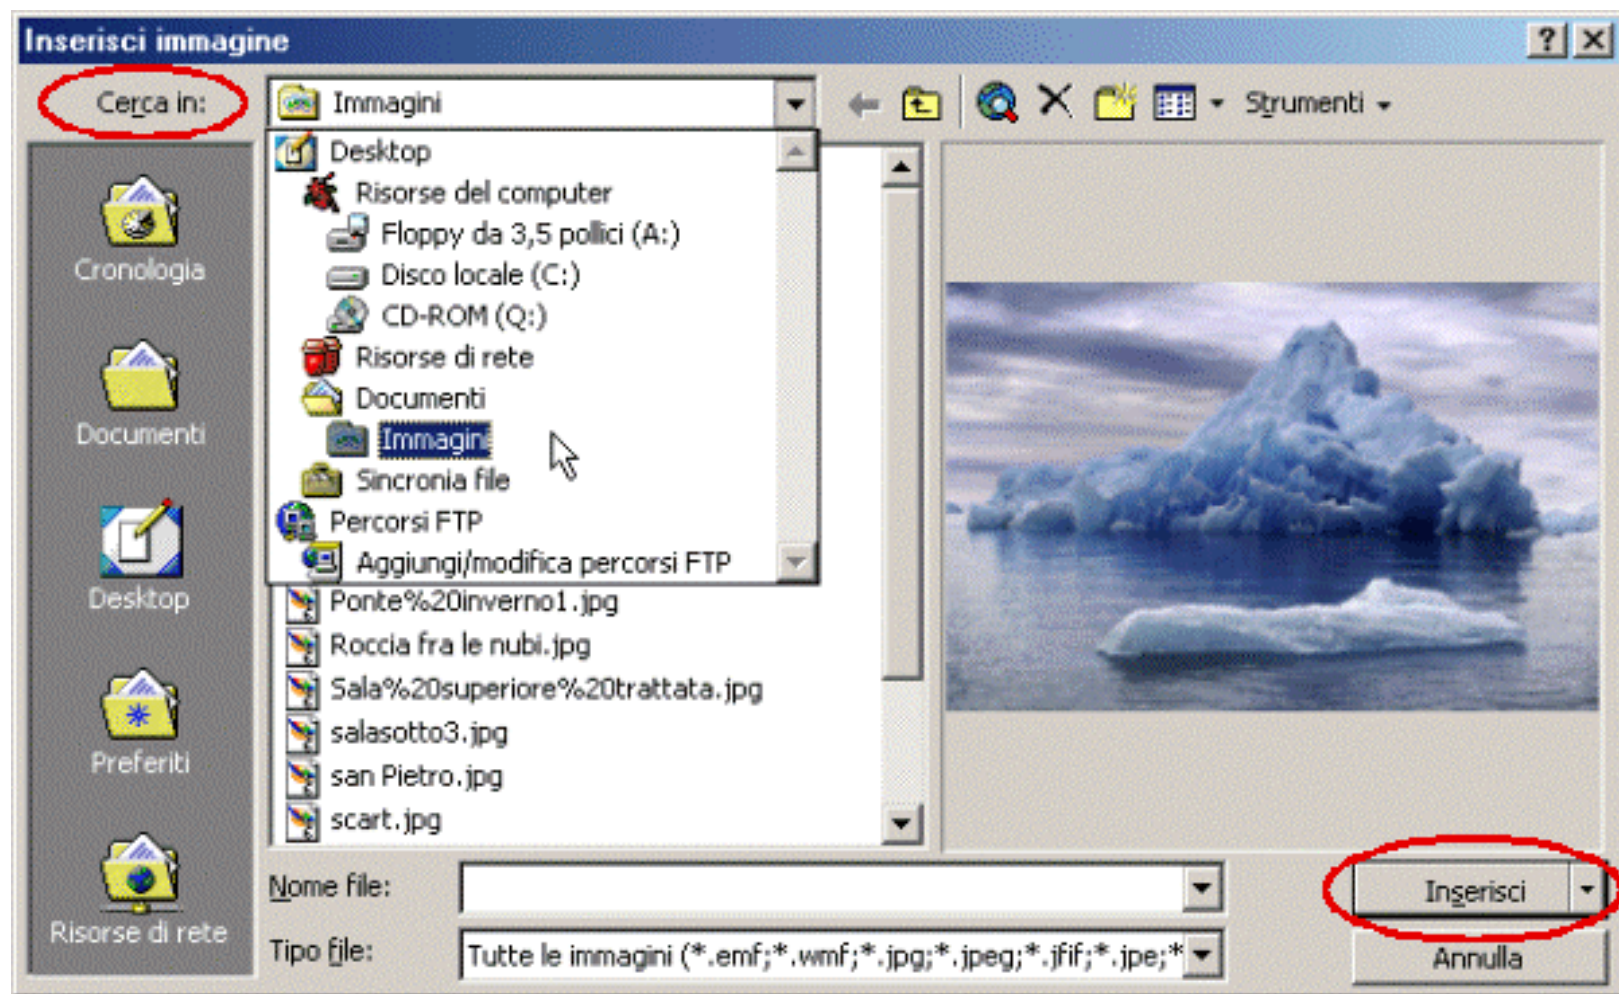 Inserisci immagine
Cerca in:
Immagini
Strumenti
Desktop
Risorse del computer
Floppy da 3,5 pollici (A:)
Disco locale (C:)
CD-ROM (Q:)
Risorse di rete
Documenti
Immagini
Sincronia file
Percorsi FTP
Aggiungi/modifica percorsi FTP
Ponte%20inverno1.jpg
Roccia fra le nubi.jpg
Sala%20superiore%20trattata.jpg
salasotto3.jpg
san Pietro.jpg
scart.jpg
Cronologia
Documenti
Desktop
Preferiti
Risorse di rete
Nome file:
Inserisci
Tipo file:
Tutte le immagini (*.emf;*.wmf;*.jpg;*.jpeg;*.jfif;*.jpe;*
Annulla